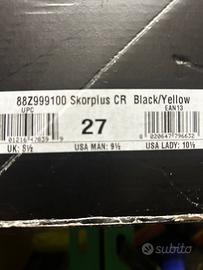 88Z999100 Skorplus CR Black/Yellow
UPC
EAN13
27
UK: 8½
USA MAN: 9½
USA LADY: 10½
subito